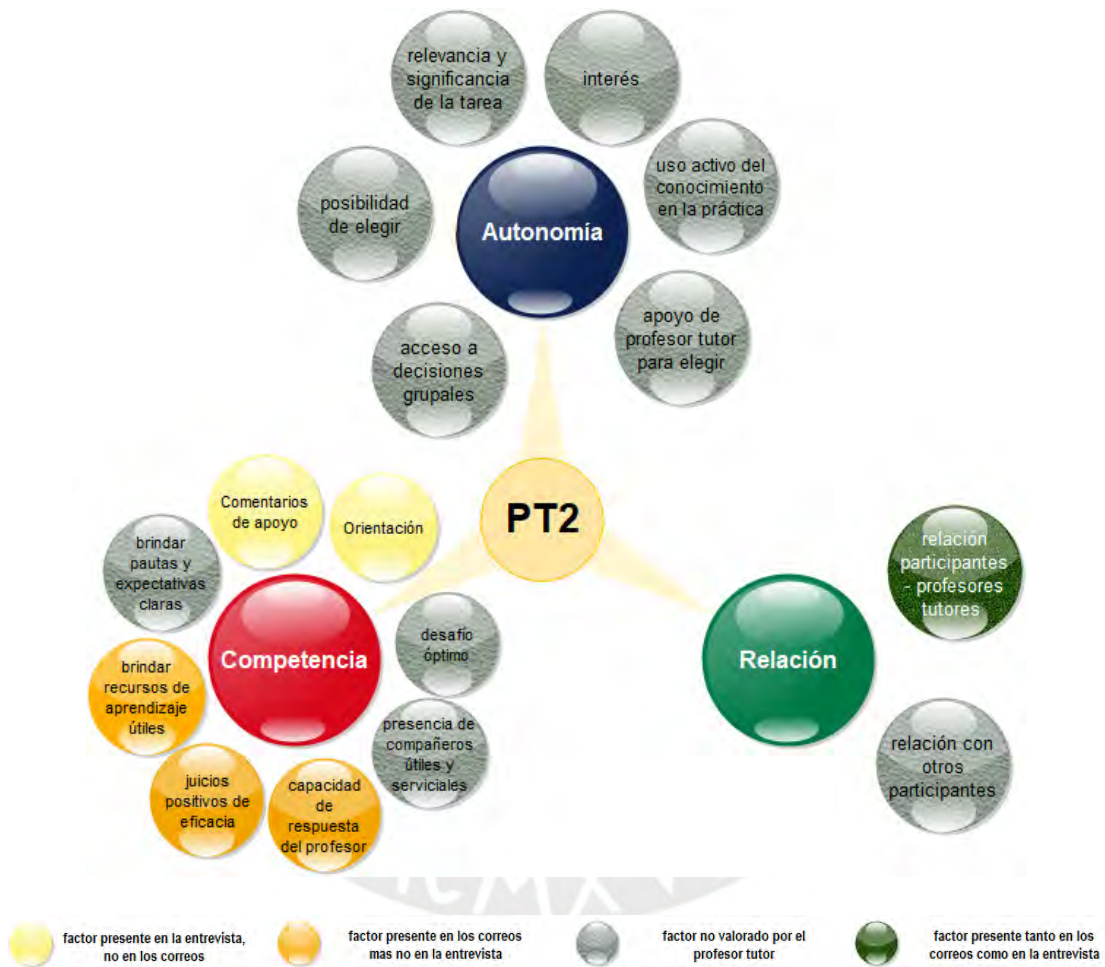 relevancia y
significancia
de la tarea
interés
uso activo del
conocimiento
en la práctica
posibilidad
de elegir
Autonomía
apoyo de
profesor tutor
para elegir
acceso a
decisiones
grupales
PT2
Comentarios
de apoyo
Orientación
brindar
pautas y
expectativas
claras
Competencia
desafío
óptimo
brindar
recursos de
aprendizaje
útiles
presencia de
compañeros
útiles y
serviciales
juicios
positivos de
eficacia
capacidad
de
respuesta
del profesor
relación
participantes
- profesores
tutores
Relación
relación con
otros
participantes
factor presente en la entrevista,
no en los correos
factor presente en los correos
mas no en la entrevista
factor no valorado por el
profesor tutor
factor presente tanto en los
correos como en la entrevista